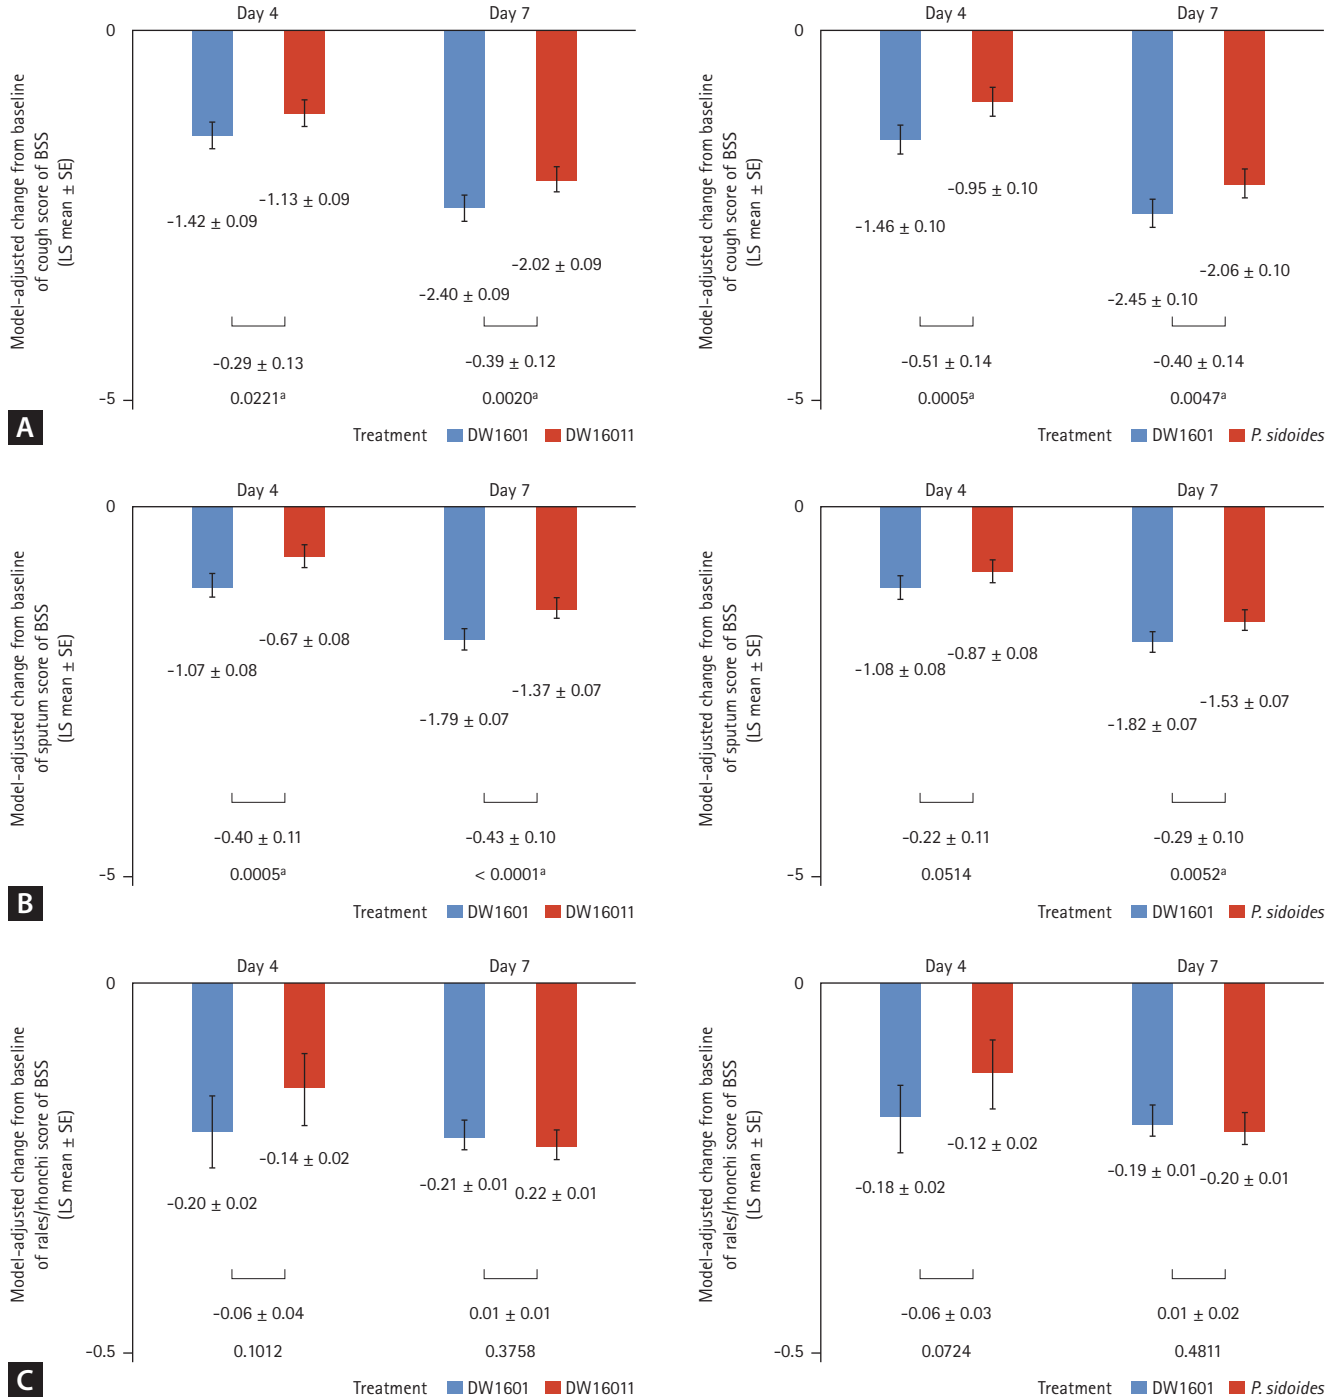 Day 4
Day 7
0
Model-adjusted change from baseline
of cough score of BSS
(LS mean ± SE)
-1.13 ± 0.09
-1.42 ± 0.09
-2.02 ± 0.09
-2.40 ± 0.09
-0.29 ± 0.13
-0.39 ± 0.12
-5
0.0221ª
0.0020ª
A
Treatment DW1601 DW16011
Day 4
Day 7
0
Model-adjusted change from baseline
of cough score of BSS
(LS mean ± SE)
-0.95 ± 0.10
-1.46 ± 0.10
-2.06 ± 0.10
-2.45 ± 0.10
-0.51 ± 0.14
-0.40 ± 0.14
-5
0.0005ª
0.0047ª
Treatment DW1601 P. sidoides
Day 4
Day 7
0
Model-adjusted change from baseline
of sputum score of BSS
(LS mean ± SE)
-0.67 ± 0.08
-1.07 ± 0.08
-1.37 ± 0.07
-1.79 ± 0.07
-0.40 ± 0.11
-0.43 ± 0.10
-5
0.0005ª
< 0.0001ª
B
Treatment DW1601 DW16011
Day 4
Day 7
0
Model-adjusted change from baseline
of sputum score of BSS
(LS mean ± SE)
-0.87 ± 0.08
-1.08 ± 0.08
-1.53 ± 0.07
-1.82 ± 0.07
-0.22 ± 0.11
-0.29 ± 0.10
-5
0.0514
0.0052ª
Treatment DW1601 P. sidoides
Day 4
Day 7
0
Model-adjusted change from baseline
of rales/rhonchi score of BSS
(LS mean ± SE)
-0.14 ± 0.02
-0.20 ± 0.02
-0.21 ± 0.01
0.22 ± 0.01
-0.06 ± 0.04
0.01 ± 0.01
-0.5
0.1012
0.3758
C
Treatment DW1601 DW16011
Day 4
Day 7
0
Model-adjusted change from baseline
of rales/rhonchi score of BSS
(LS mean ± SE)
-0.12 ± 0.02
-0.18 ± 0.02
-0.19 ± 0.01
-0.20 ± 0.01
-0.06 ± 0.03
0.01 ± 0.02
-0.5
0.0724
0.4811
Treatment DW1601 P. sidoides